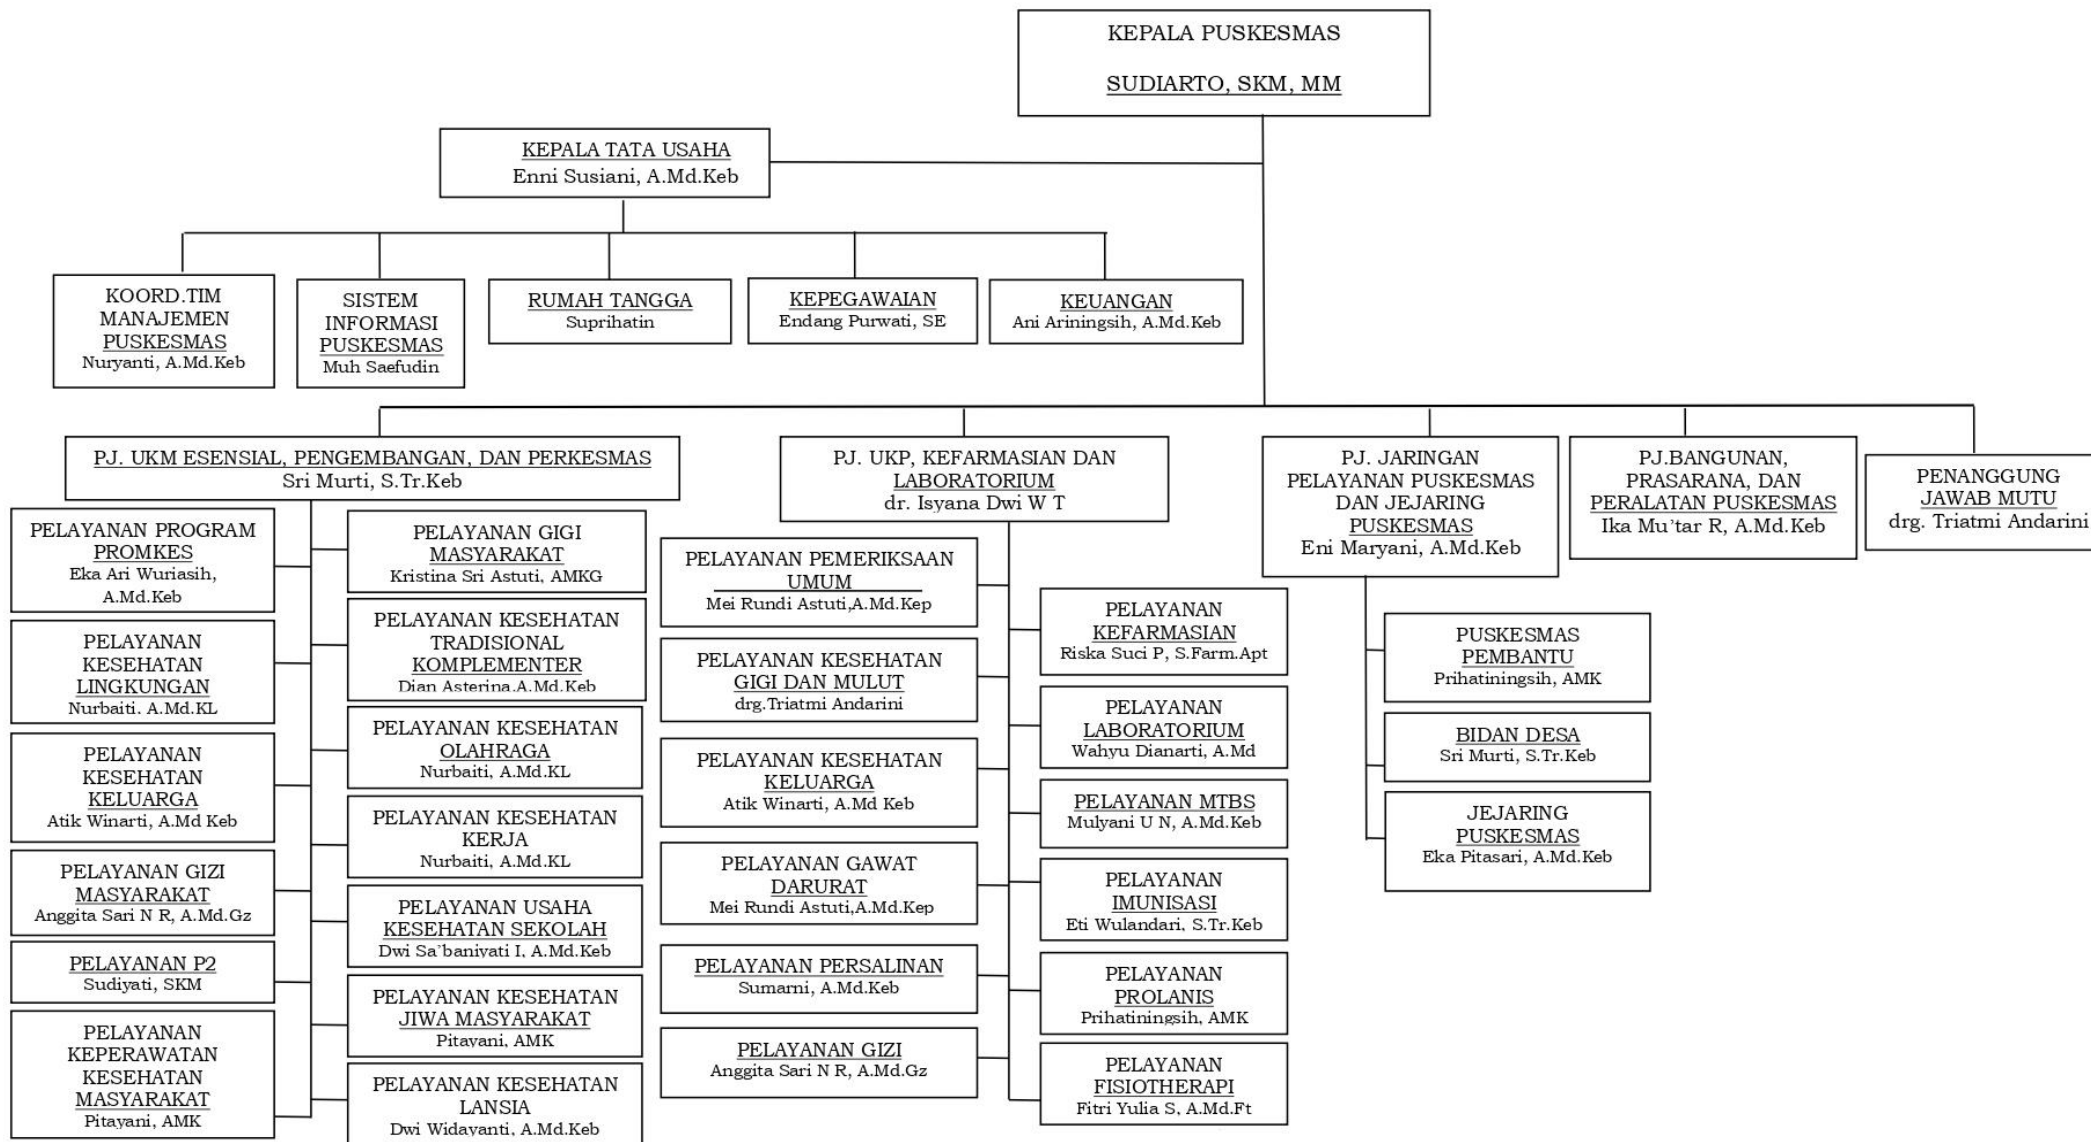 KEPALA PUSKESMAS
SUDIARTO, SKM, MM
KEPALA TATA USAHA
Enni Susiani, A.Md.Keb
KOORD.TIM
MANAJEMEN
PUSKESMAS
Nuryanti, A.Md.Keb
SISTEM
INFORMASI
PUSKESMAS
Muh Saefudin
RUMAH TANGGA
Suprihatin
KEPEGAWAIAN
Endang Purwati, SE
KEUANGAN
Ani Ariningsih, A.Md.Keb
PJ. UKM ESENSIAL, PENGEMBANGAN, DAN PERKESMAS
Sri Murti, S.Tr.Keb
PELAYANAN PROGRAM
PROMKES
Eka Ari Wuriasih,
A.Md.Keb
PELAYANAN
KESEHATAN
LINGKUNGAN
Nurbaiti. A.Md.KL
PELAYANAN
KESEHATAN
KELUARGA
Atik Winarti, A.Md Keb
PELAYANAN GIZI
MASYARAKAT
Anggita Sari N R, A.Md.Gz
PELAYANAN P2
Sudiyati, SKM
PELAYANAN
KEPERAWATAN
KESEHATAN
MASYARAKAT
Pitayani, AMK
PELAYANAN GIGI
MASYARAKAT
Kristina Sri Astuti, AMKG
PELAYANAN KESEHATAN
TRADISIONAL
KOMPLEMENTER
Dian Asterina.A.Md.Keb
PELAYANAN KESEHATAN
OLAHRAGA
Nurbaiti, A.Md.KL
PELAYANAN KESEHATAN
KERJA
Nurbaiti, A.Md.KL
PELAYANAN USAHA
KESEHATAN SEKOLAH
Dwi Sa'baniyati I, A.Md.Keb
PELAYANAN KESEHATAN
JIWA MASYARAKAT
Pitayani, AMK
PELAYANAN KESEHATAN
LANSIA
Dwi Widayanti, A.Md.Keb
PJ. UKP, KEFARMASIAN DAN
LABORATORIUM
dr. Isyana Dwi W T
PELAYANAN PEMERIKSAAN
UMUM
Mei Rundi Astuti,A.Md.Kep
PELAYANAN KESEHATAN
GIGI DAN MULUT
drg.Triatmi Andarini
PELAYANAN KESEHATAN
KELUARGA
Atik Winarti, A.Md Keb
PELAYANAN GAWAT
DARURAT
Mei Rundi Astuti,A.Md.Kep
PELAYANAN PERSALINAN
Sumarni, A.Md.Keb
PELAYANAN GIZI
Anggita Sari N R, A.Md.Gz
PELAYANAN
KEFARMASIAN
Riska Suci P, S.Farm.Apt
PELAYANAN
LABORATORIUM
Wahyu Dianarti, A.Md
PELAYANAN MTBS
Mulyani U N, A.Md.Keb
PELAYANAN
IMUNISASI
Eti Wulandari, S.Tr.Keb
PELAYANAN
PROLANIS
Prihatiningsih, AMK
PELAYANAN
FISIOTHERAPI
Fitri Yulia S, A.Md.Ft
PJ. JARINGAN
PELAYANAN PUSKESMAS
DAN JEJARING
PUSKESMAS
Eni Maryani, A.Md.Keb
PUSKESMAS
PEMBANTU
Prihatiningsih, AMK
BIDAN DESA
Sri Murti, S.Tr.Keb
JEJARING
PUSKESMAS
Eka Pitasari, A.Md.Keb
PJ.BANGUNAN,
PRASARANA, DAN
PERALATAN PUSKESMAS
Ika Mu'tar R, A.Md.Keb
PENANGGUNG
JAWAB MUTU
drg. Triatmi Andarini